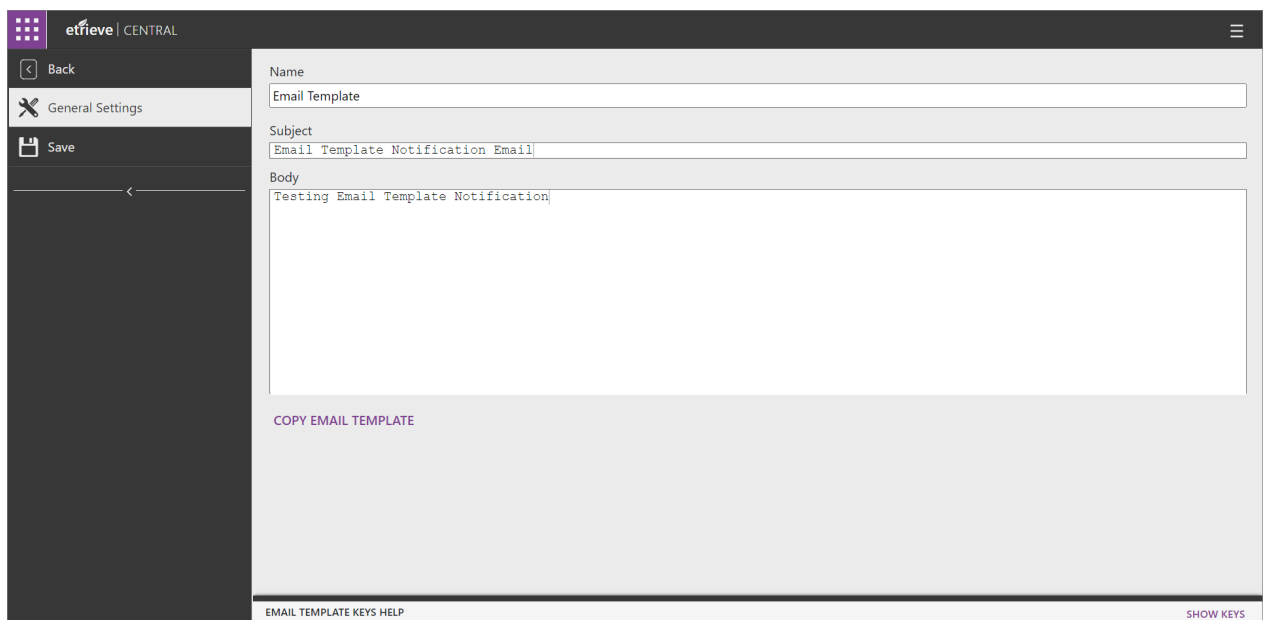 etrieve | CENTRAL
Back
General Settings
Save
Name
Email Template
Subject
Email Template Notification Email
Body
Testing Email Template Notification
COPY EMAIL TEMPLATE
EMAIL TEMPLATE KEYS HELP
SHOW KEYS